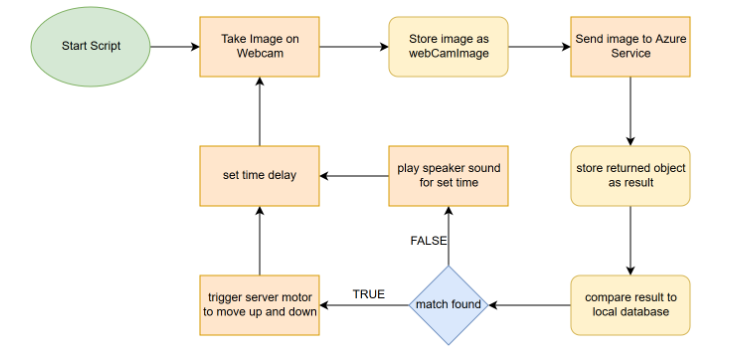 Start Script
Take Image on
Webcam
Store image as
webCamImage
Send image to Azure
Service
set time delay
play speaker sound
for set time
store returned object
as result
FALSE
TRUE
trigger server motor
to move up and down
match found
compare result to
local database